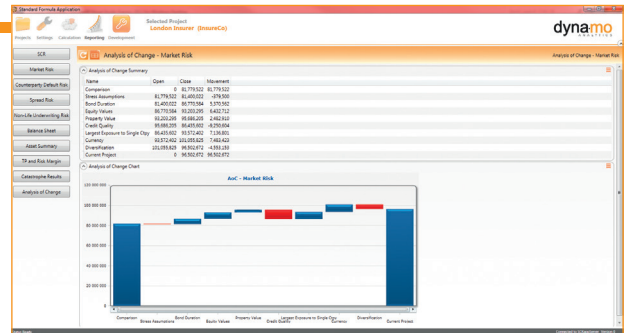 Standard Formula Application
Projects Settings Calculation Reporting Development
Selected Project
London Insurer (InsureCo)
dynamo
SCR
Market Risk
Counterparty Default Risk
Spread Risk
Non-Life Underwriting Risk
Balance Sheet
Asset Summary
TP and Risk Margin
Catastrophe Results
Analysis of Change
Analysis of Change - Market Risk
Analysis of Change - Market Risk
Analysis of Change Summary
Name Open Close Movement
Comparison 0 81,779,522 81,779,522
Stress Assumptions 81,779,522 81,400,022 -379,500
Bond Duration 81,400,022 86,770,584 5,370,562
Equity Values 86,770,584 93,203,295 6,432,712
Property Value 93,203,295 95,686,205 2,482,910
Credit Quality 95,686,205 86,435,602 -9,250,604
Largest Exposure to Single Ctpy 86,435,602 93,572,402 7,136,801
Currency 93,572,402 101,055,825 7,483,423
Diversification 101,055,825 96,502,672 -4,553,153
Current Project 0 96,502,672 96,502,672
Analysis of Change Chart
AoC - Market Risk
120 000 000
100 000 000
80 000 000
60 000 000
40 000 000
20 000 000
0
Comparison Bond Duration Property Value Largest Exposure to Single Ctpy Diversification
Stress Assumptions Equity Values Credit Quality Currency Current Project